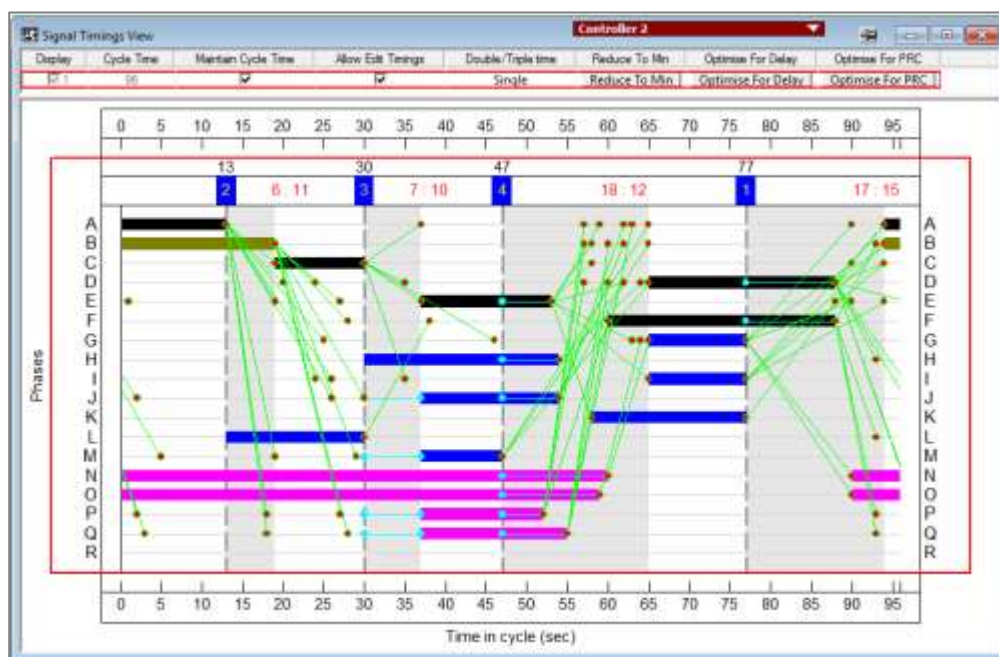 Controller 2
Signal Timings View
Display Cycle Time Maintain Cycle Time Allow Edit Timings Double/Triple time Reduce To Min Optimise For Delay Optimise For PRC
1 96 Single Reduce To Min Optimise For Delay Optimise For PRC
0 5 10 15 20 25 30 35 40 45 50 55 60 65 70 75 80 85 90 95
13 30 47 77
2 6 : 11 3 7 : 10 4 18 : 12 1 17 : 15
A A
B B
C C
D D
E E
F F
G G
H H
I I
J J
K K
L L
M M
N N
O O
P P
Q Q
R R
Phases
0 5 10 15 20 25 30 35 40 45 50 55 60 65 70 75 80 85 90 95
Time in cycle (sec)